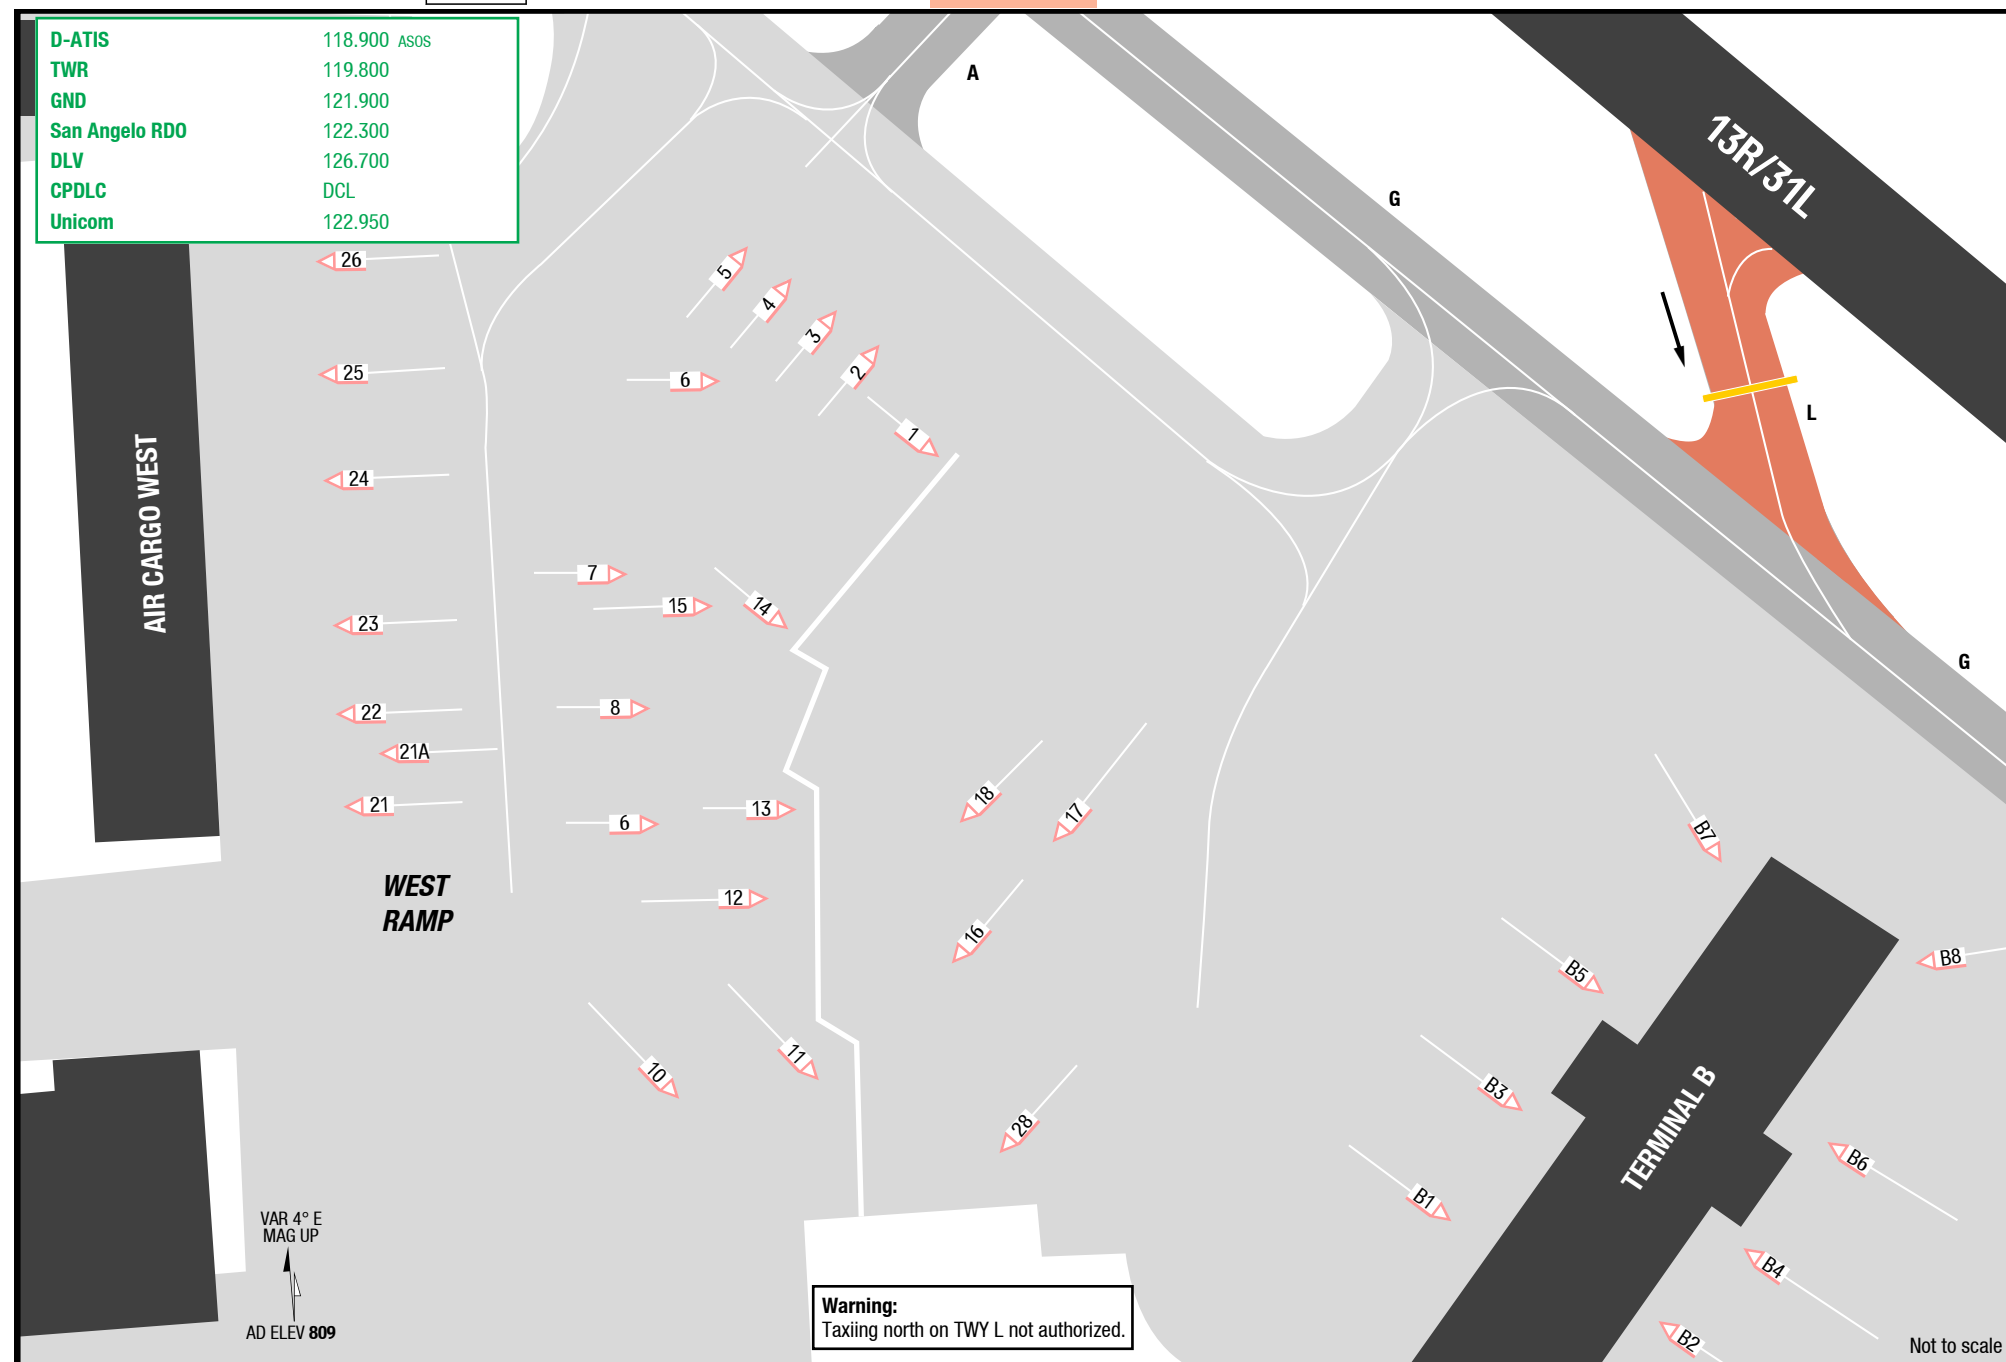 D-ATIS 118.900 ASOS
TWR 119.800
GND 121.900
San Angelo RDO 122.300
DLV 126.700
CPDLC DCL
Unicom 122.950
A
13R/31L
G
26
5
4
3
25
6
2
L
1
24
AIR CARGO WEST
7
15
14
23
G
8
22
21A
18
21
13
17
6
B7
WEST
RAMP
12
16
B8
B5
10
11
B3
28
TERMINAL B
B6
B1
VAR 4° E
MAG UP
B4
AD ELEV 809
Warning:
Taxiing north on TWY L not authorized.
B2
Not to scale